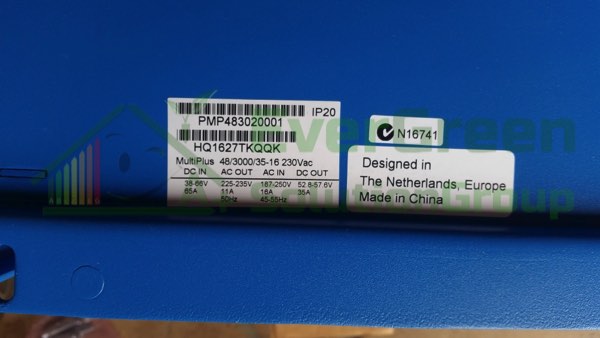 IP20
PMP483020001
HQ1627TKQQK
MultiPlus 48/3000/35-16 230Vac
DC IN AC OUT AC IN DC OUT
38-66V 225-235V 187-250V 52.8-57.6V
65A 11A 16A 35A
50Hz 45-55Hz
N16741
Designed in
The Netherlands, Europe
Made in China
EverGreen
Solution Group